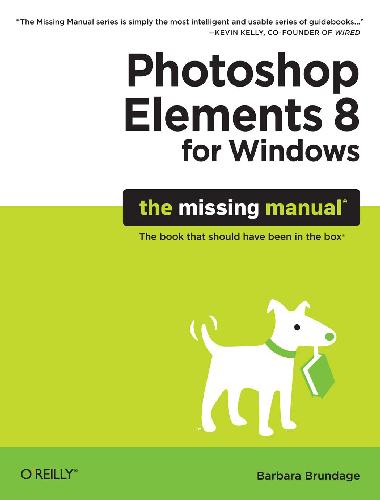 "The Missing Manual series is simply the most intelligent and usable series of guidebooks..."
—KEVIN KELLY, CO-FOUNDER OF WIRED
Photoshop
Elements 8
for Windows
the missing manual®
The book that should have been in the box®
O REILLY®
Barbara Brundage